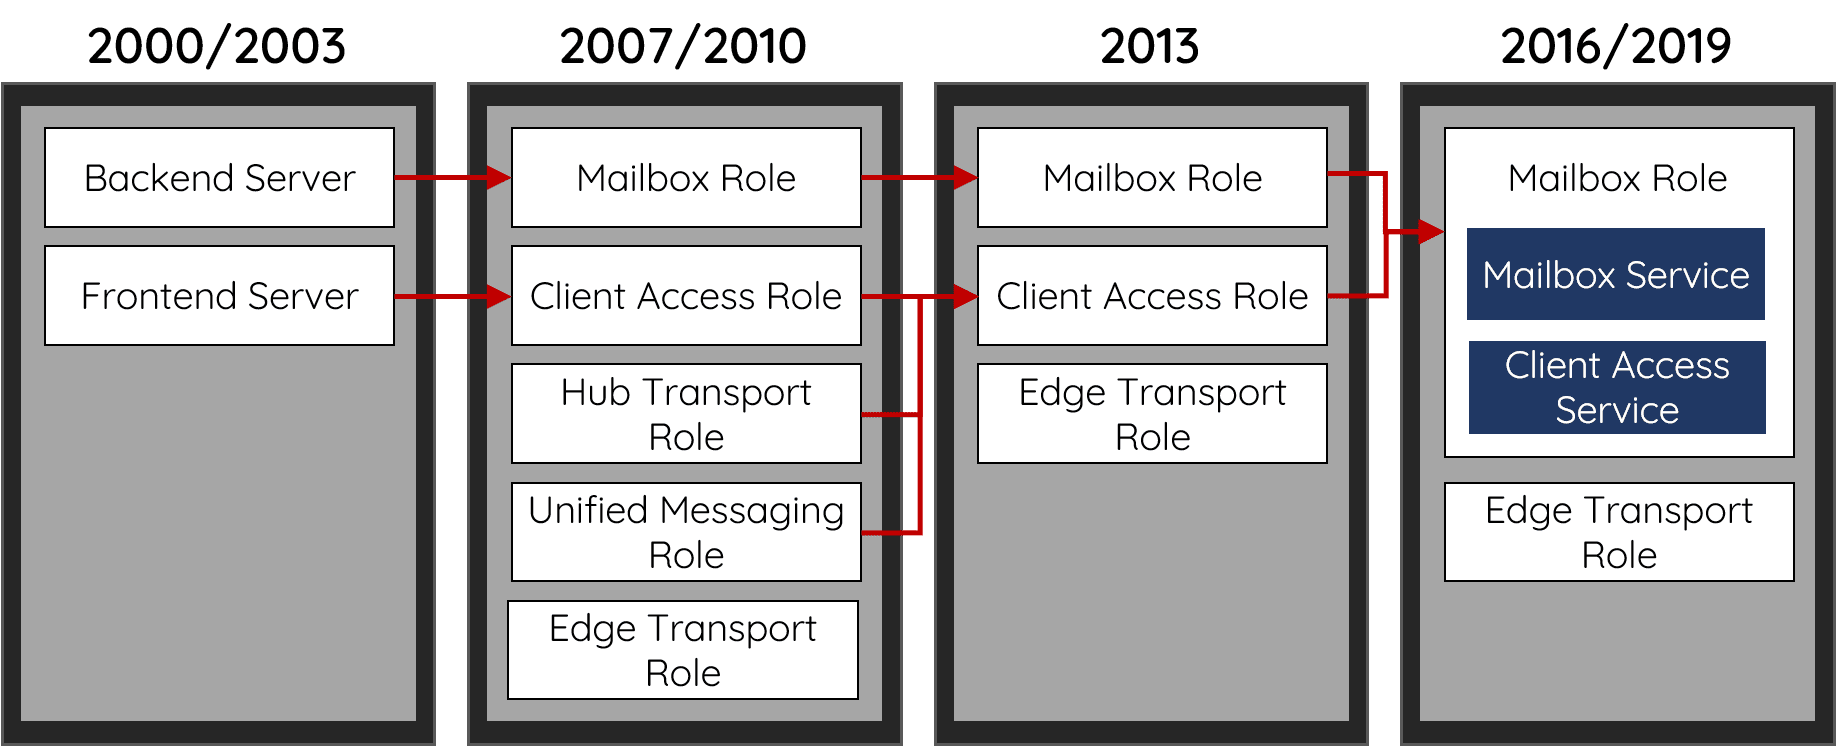 2000/2003
Backend Server
Frontend Server
2007/2010
Mailbox Role
Client Access Role
Hub Transport
Role
Unified Messaging
Role
Edge Transport
Role
2013
Mailbox Role
Client Access Role
Edge Transport
Role
2016/2019
Mailbox Role
Mailbox Service
Client Access
Service
Edge Transport
Role